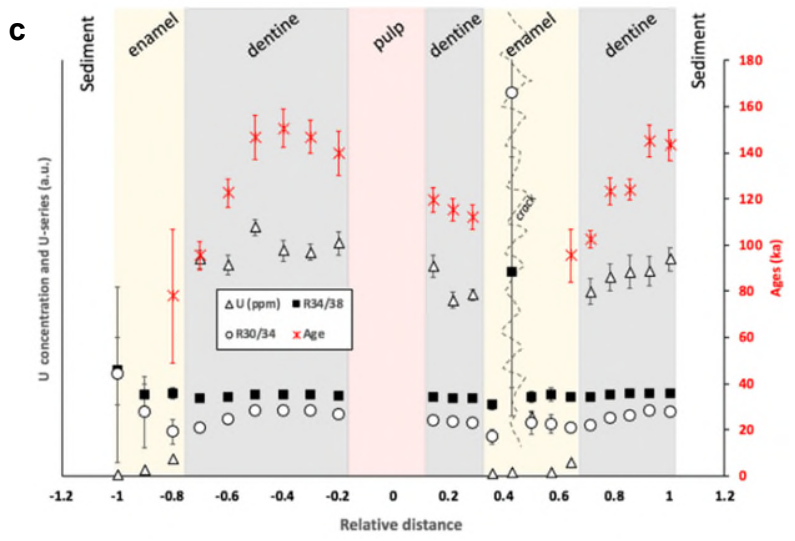 c
Sediment
enamel
dentine
pulp
dentine
enamel
dentine
Sediment
U concentration and U-series (a.u.)
180
160
140
120
100
80
60
40
20
0
Ages (ka)
crack
U (ppm)
R34/38
R30/34
Age
-1.2
-1
-0.8
-0.6
-0.4
-0.2
0
0.2
0.4
0.6
0.8
1
1.2
Relative distance